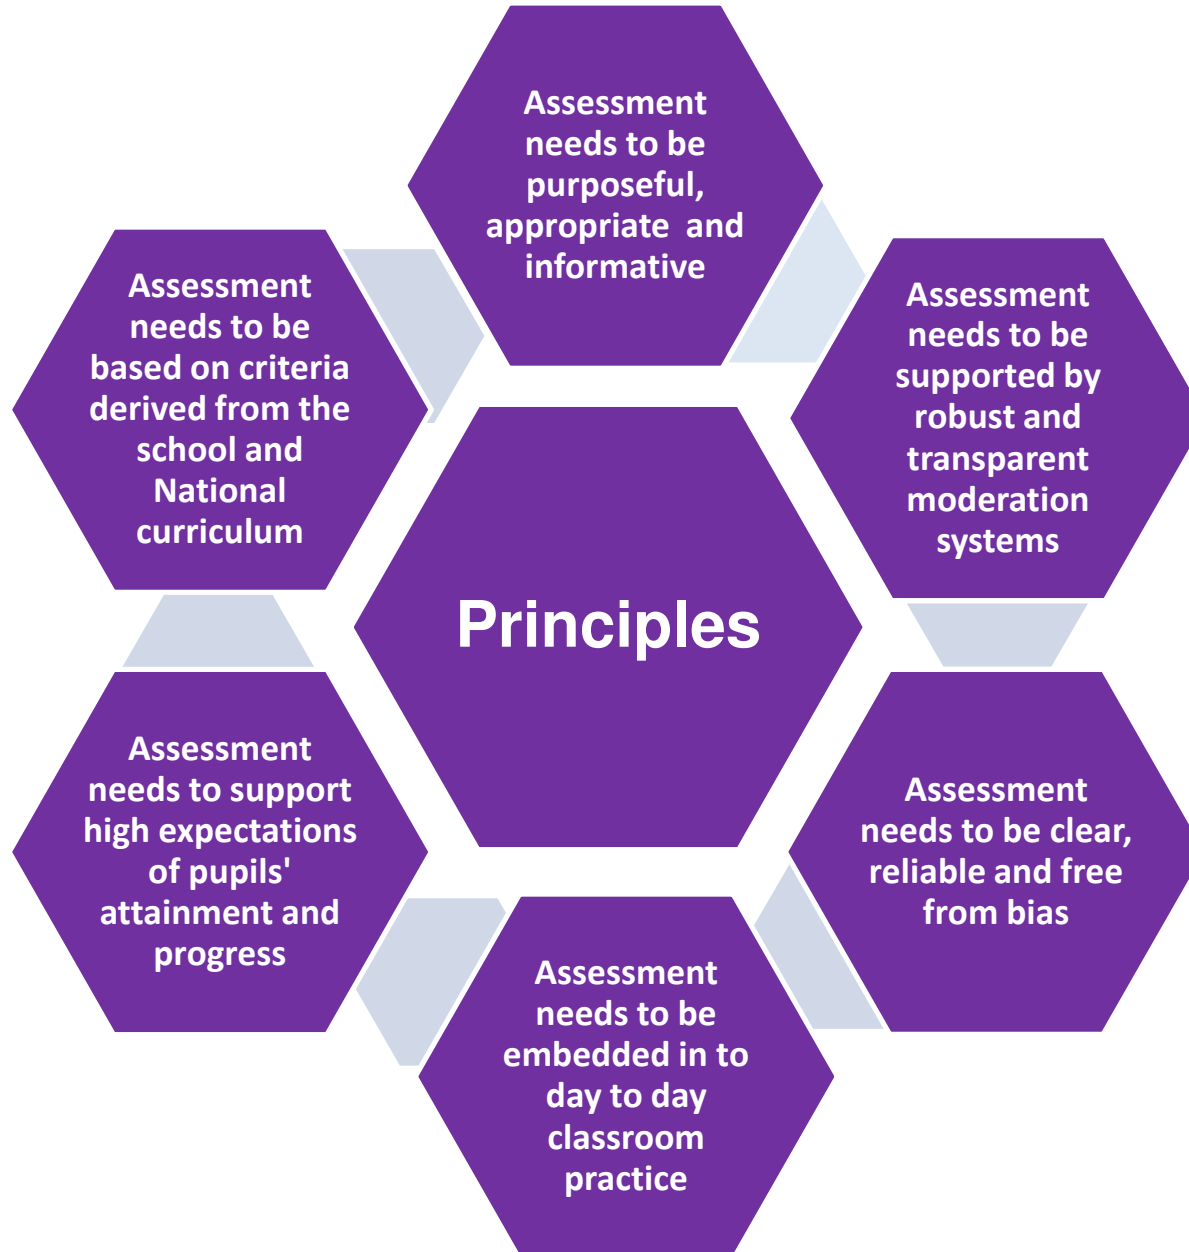 Assessment
needs to be
purposeful,
appropriate  and
informative
Assessment
needs to be
supported by
robust and
transparent
moderation
systems
Assessment
needs to be clear,
reliable and free
from bias
Assessment
needs to be
embedded in to
day to day
classroom
practice
Assessment
needs to support
high expectations
of pupils'
attainment and
progress
Assessment
needs to be
based on criteria
derived from the
school and
National
curriculum
Principles